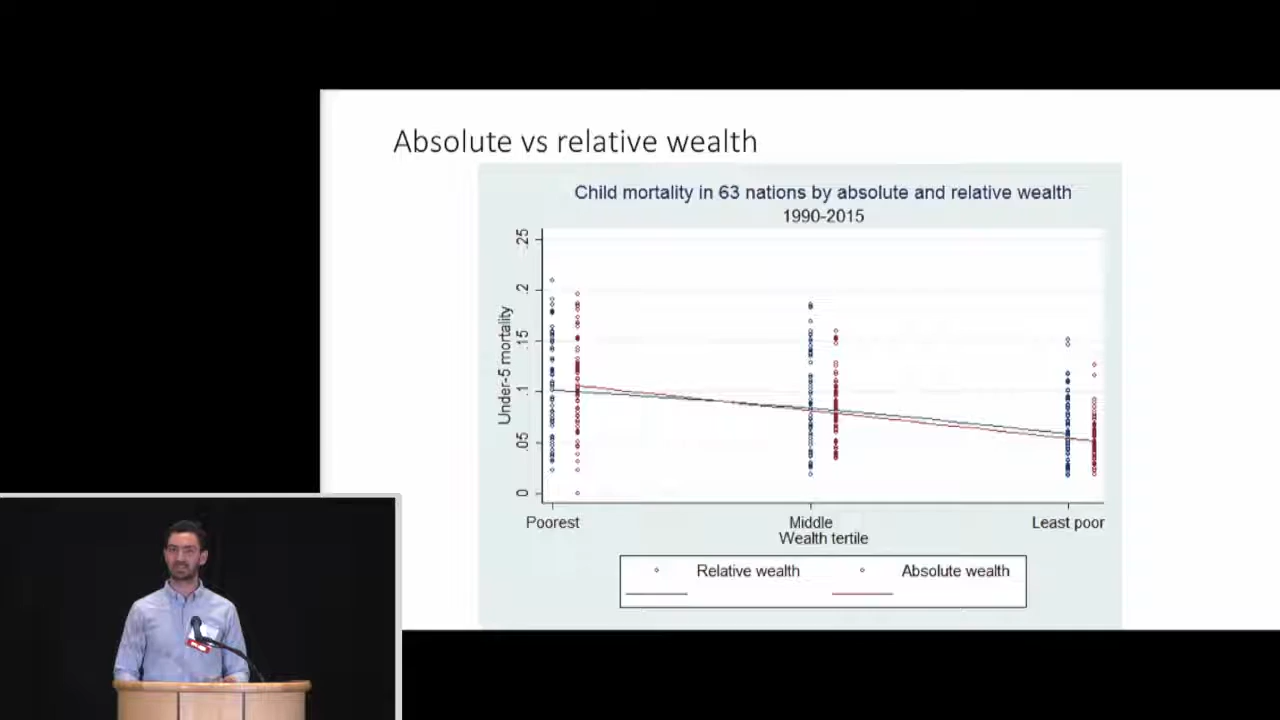 Absolute vs relative wealth
Child mortality in 63 nations by absolute and relative wealth
1990-2015
Under-5 mortality
.25
.2
.15
.1
.05
0
Poorest
Middle
Least poor
Wealth tertile
Relative wealth
Absolute wealth